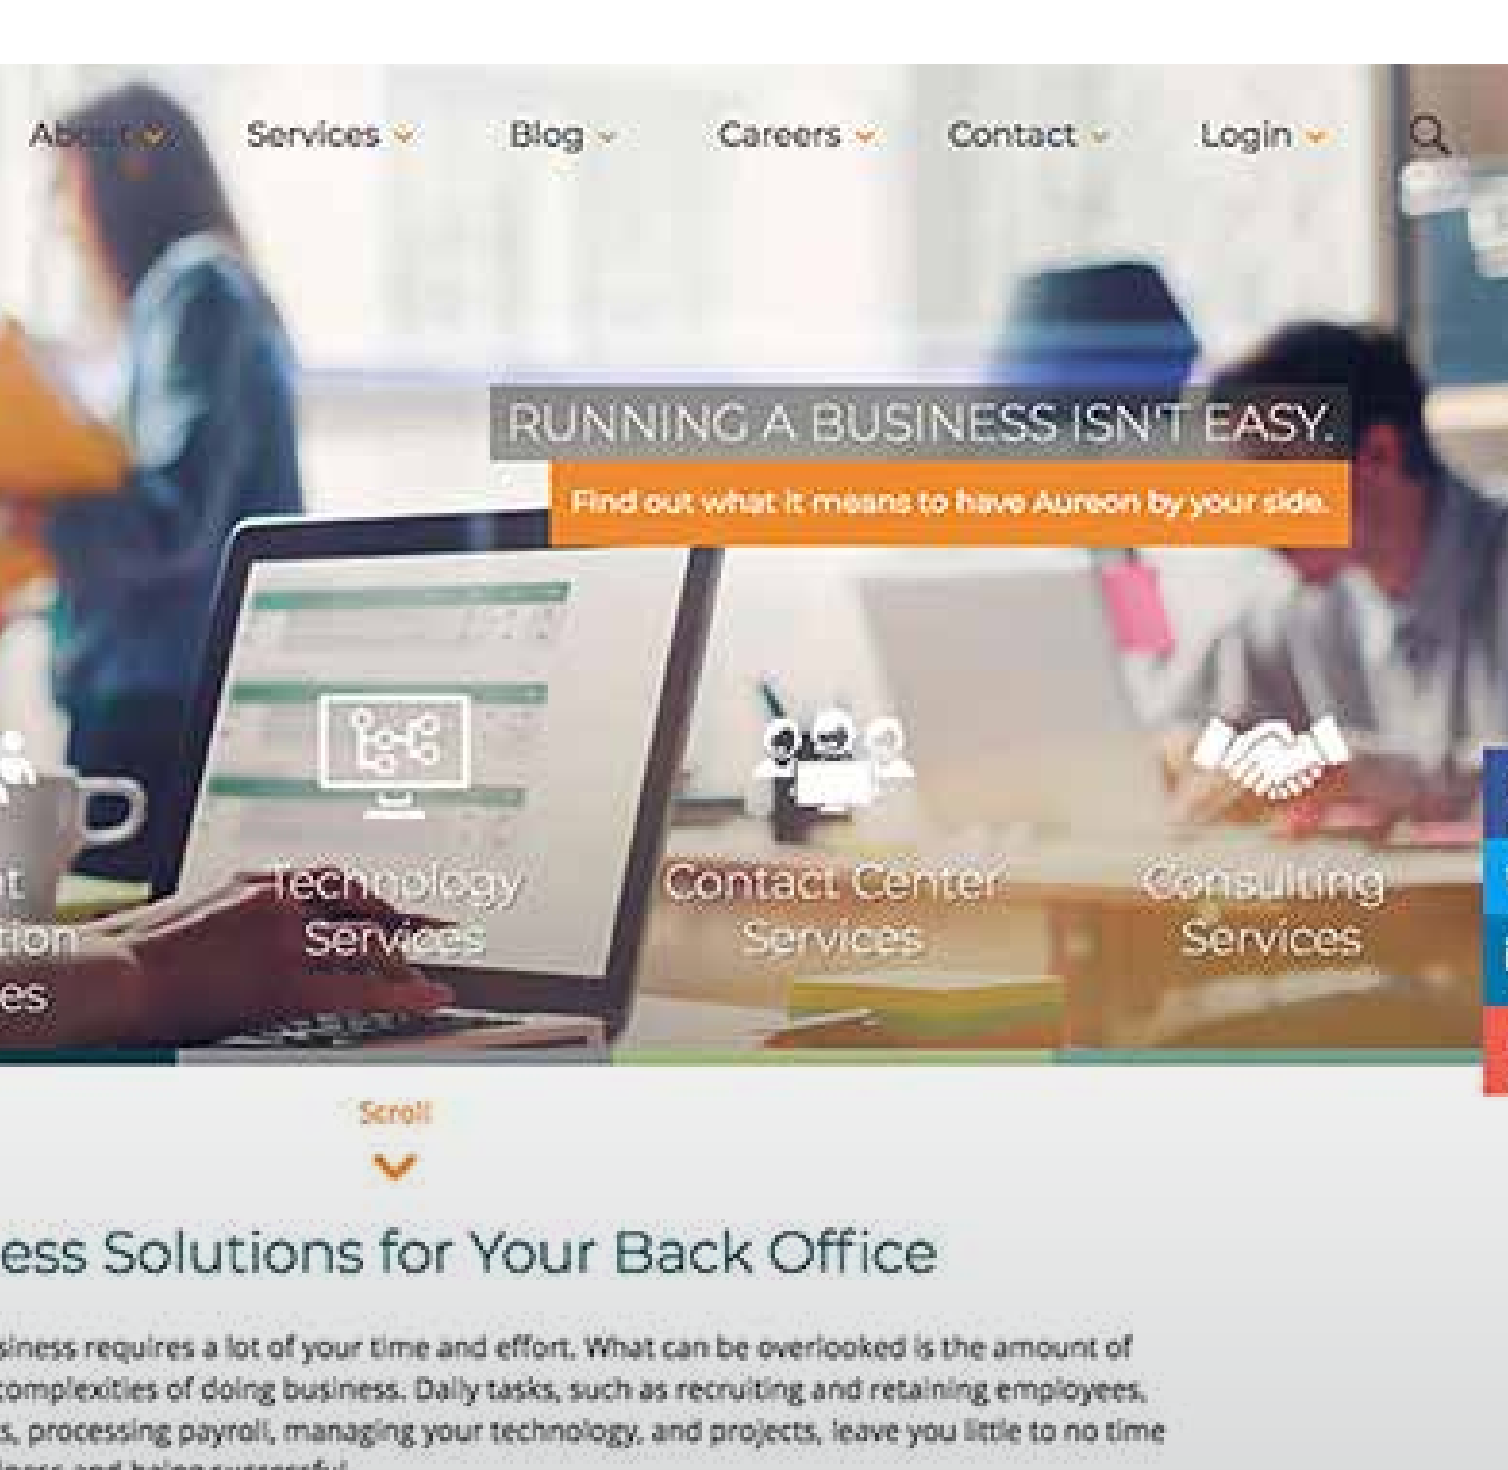 About Services Blog Careers Contact Login
RUNNING A BUSINESS ISN'T EASY.
Find out what it means to have Aureon by your side.
Technology
Services
Contact Center
Services
Consulting
Services
t
tion
es
Scroll
ess Solutions for Your Back Office
siness requires a lot of your time and effort. What can be overlooked is the amount of
complexities of doing business. Daily tasks, such as recruiting and retaining employees,
s, processing payroll, managing your technology, and projects, leave you little to no time